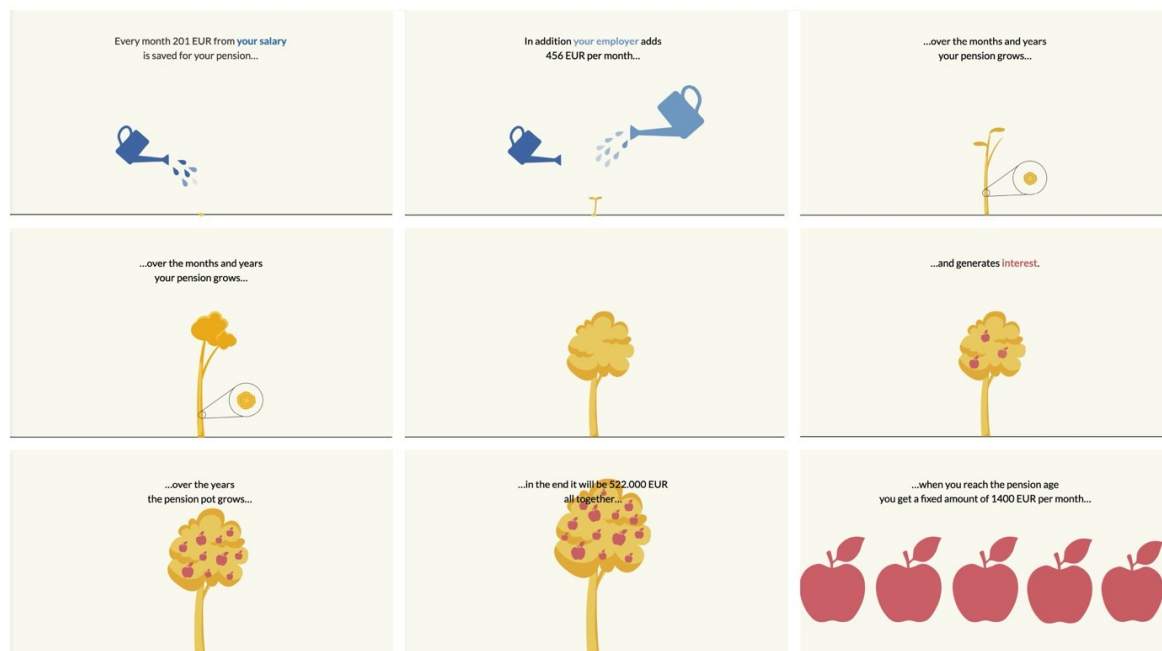 Every month 201 EUR from your salary
is saved for your pension...
In addition your employer adds
456 EUR per month...
...over the months and years
your pension grows...
...over the months and years
your pension grows...
...and generates interest.
...over the years
the pension pot grows...
...in the end it will be 522.000 EUR
all together...
...when you reach the pension age
you get a fixed amount of 1400 EUR per month...